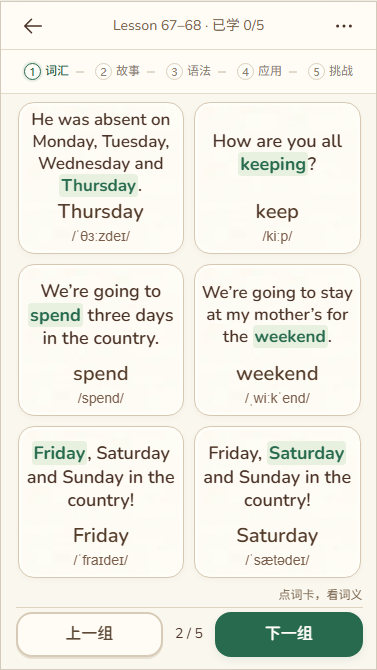 Lesson 67–68 · 已学 0/5
1 词汇 – 2 故事 – 3 语法 – 4 应用 – 5 挑战
He was absent on
Monday, Tuesday,
Wednesday and
Thursday.
Thursday
/ˈθɜːzdeɪ/
How are you all
keeping?
keep
/kiːp/
We're going to
spend three days
in the country.
spend
/spend/
We're going to stay
at my mother's for
the weekend.
weekend
/ˌwiːkˈend/
Friday, Saturday
and Sunday in the
country!
Friday
/ˈfraɪdeɪ/
Friday, Saturday
and Sunday in the
country!
Saturday
/ˈsætədeɪ/
点词卡，看词义
上一组 2 / 5 下一组